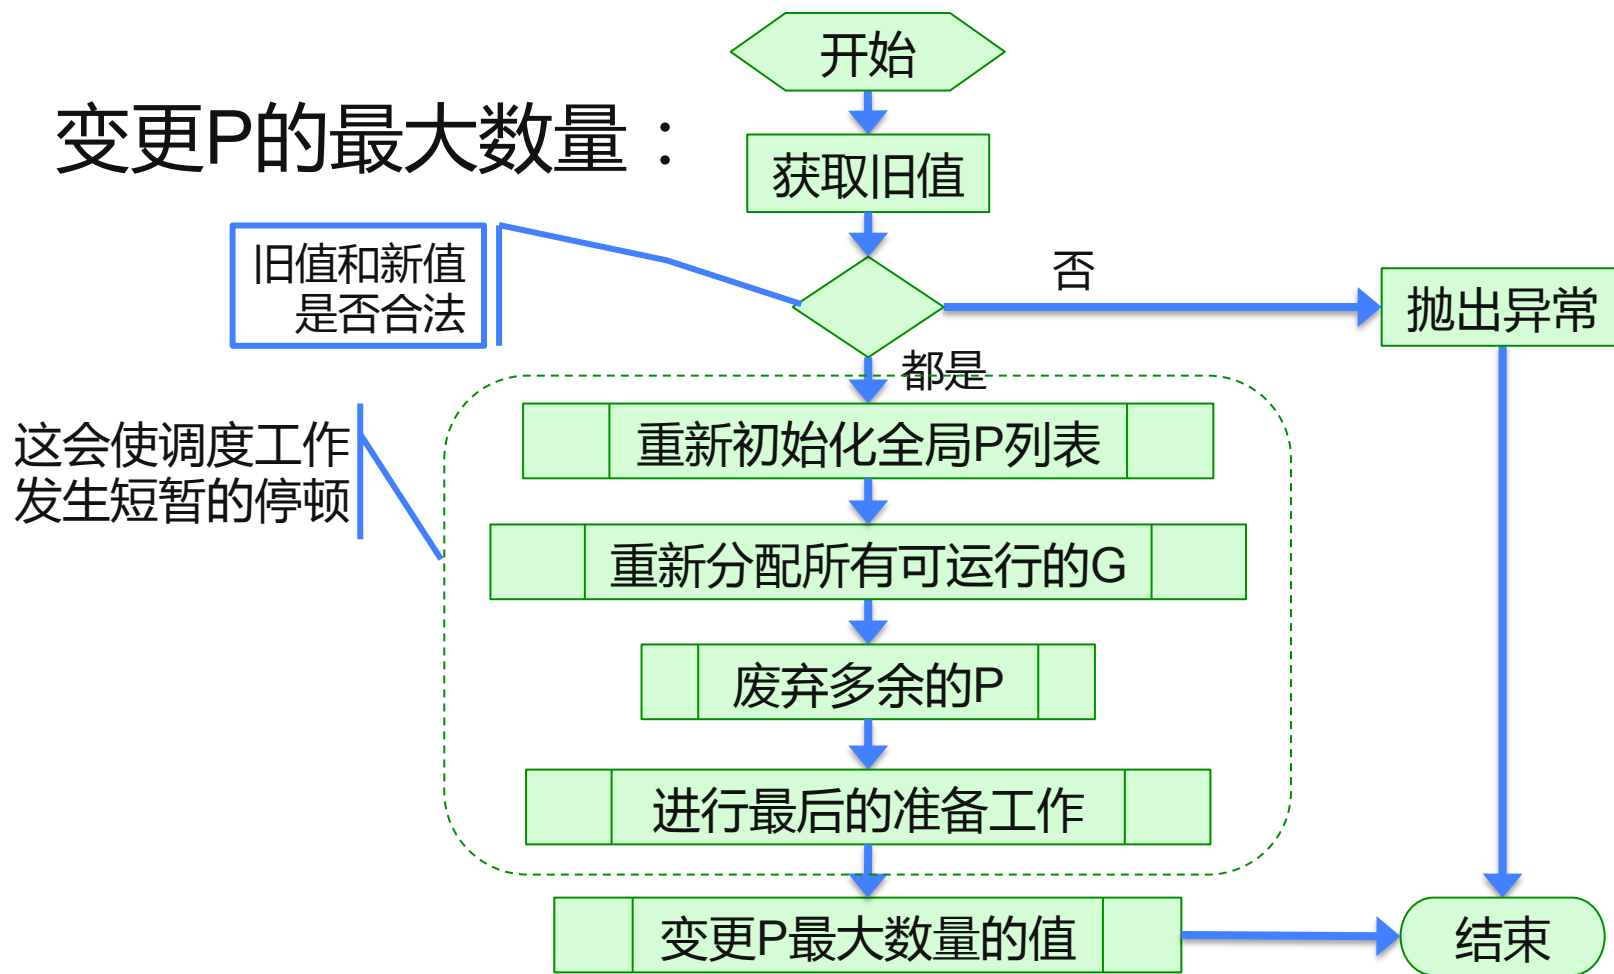 开始
变更P的最大数量：
获取旧值
旧值和新值
是否合法
否
抛出异常
都是
重新初始化全局P列表
这会使调度工作
发生短暂的停顿
重新分配所有可运行的G
废弃多余的P
进行最后的准备工作
变更P最大数量的值
结束